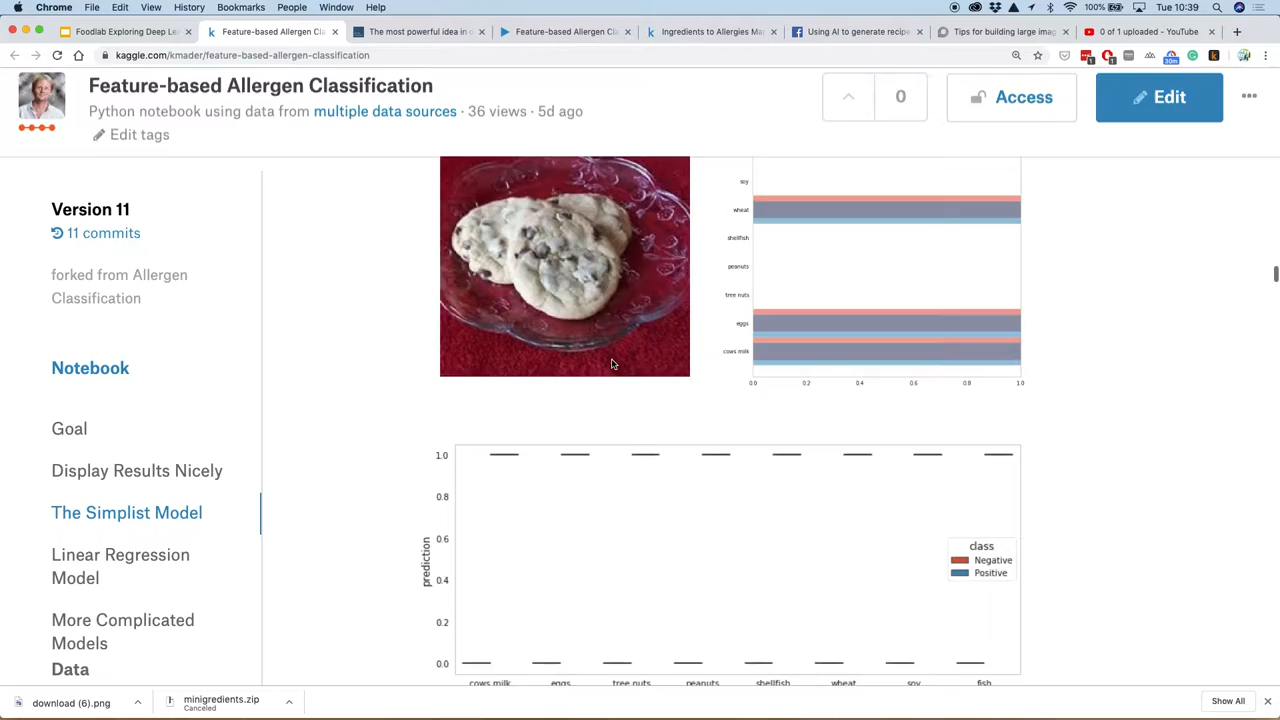 Chrome File Edit View History Bookmarks People Window Help 100% Tue 10:39
Foodlab Exploring Deep Le Feature-based Allergen Cl The most powerful idea in d Feature-based Allergen Cl Ingredients to Allergies Ma Using AI to generate recipe Tips for building large imag 0 of 1 uploaded - YouTube
kaggle.com/kmader/feature-based-allergen-classification
Feature-based Allergen Classification
0
Access
Edit
Python notebook using data from multiple data sources · 36 views · 5d ago
Edit tags
Version 11
11 commits
forked from Allergen
Classification
Notebook
Goal
Display Results Nicely
The Simplist Model
Linear Regression
Model
More Complicated
Models
Data
soy
wheat
shellfish
peanuts
tree nuts
eggs
cows milk
0.0 0.2 0.4 0.6 0.8 1.0
prediction
1.0
0.8
0.6
0.4
0.2
0.0
class
Negative
Positive
cows milk eggs tree nuts peanuts shellfish wheat soy fish
download (6).png
minigredients.zip
Canceled
Show All